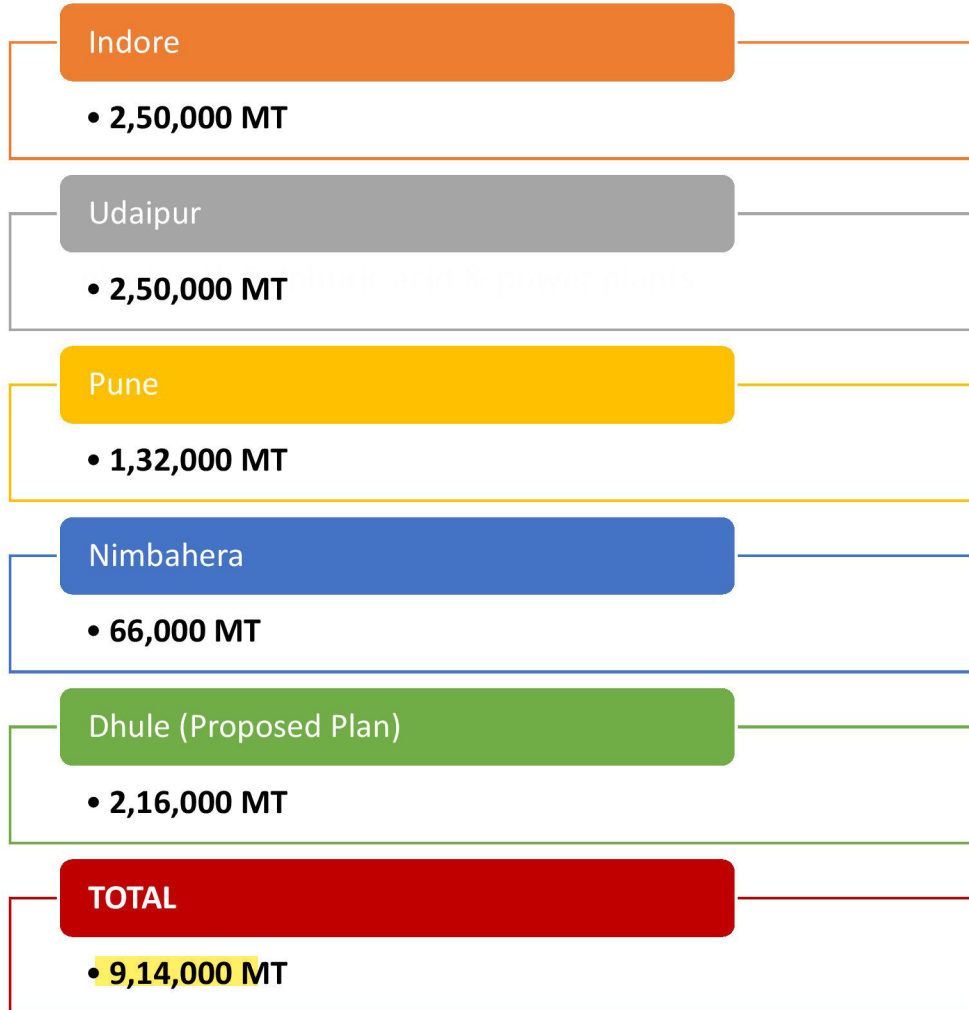 Indore
• 2,50,000 MT
Udaipur
• 2,50,000 MT
Pune
• 1,32,000 MT
Nimbahera
• 66,000 MT
Dhule (Proposed Plan)
• 2,16,000 MT
TOTAL
• 9,14,000 MT